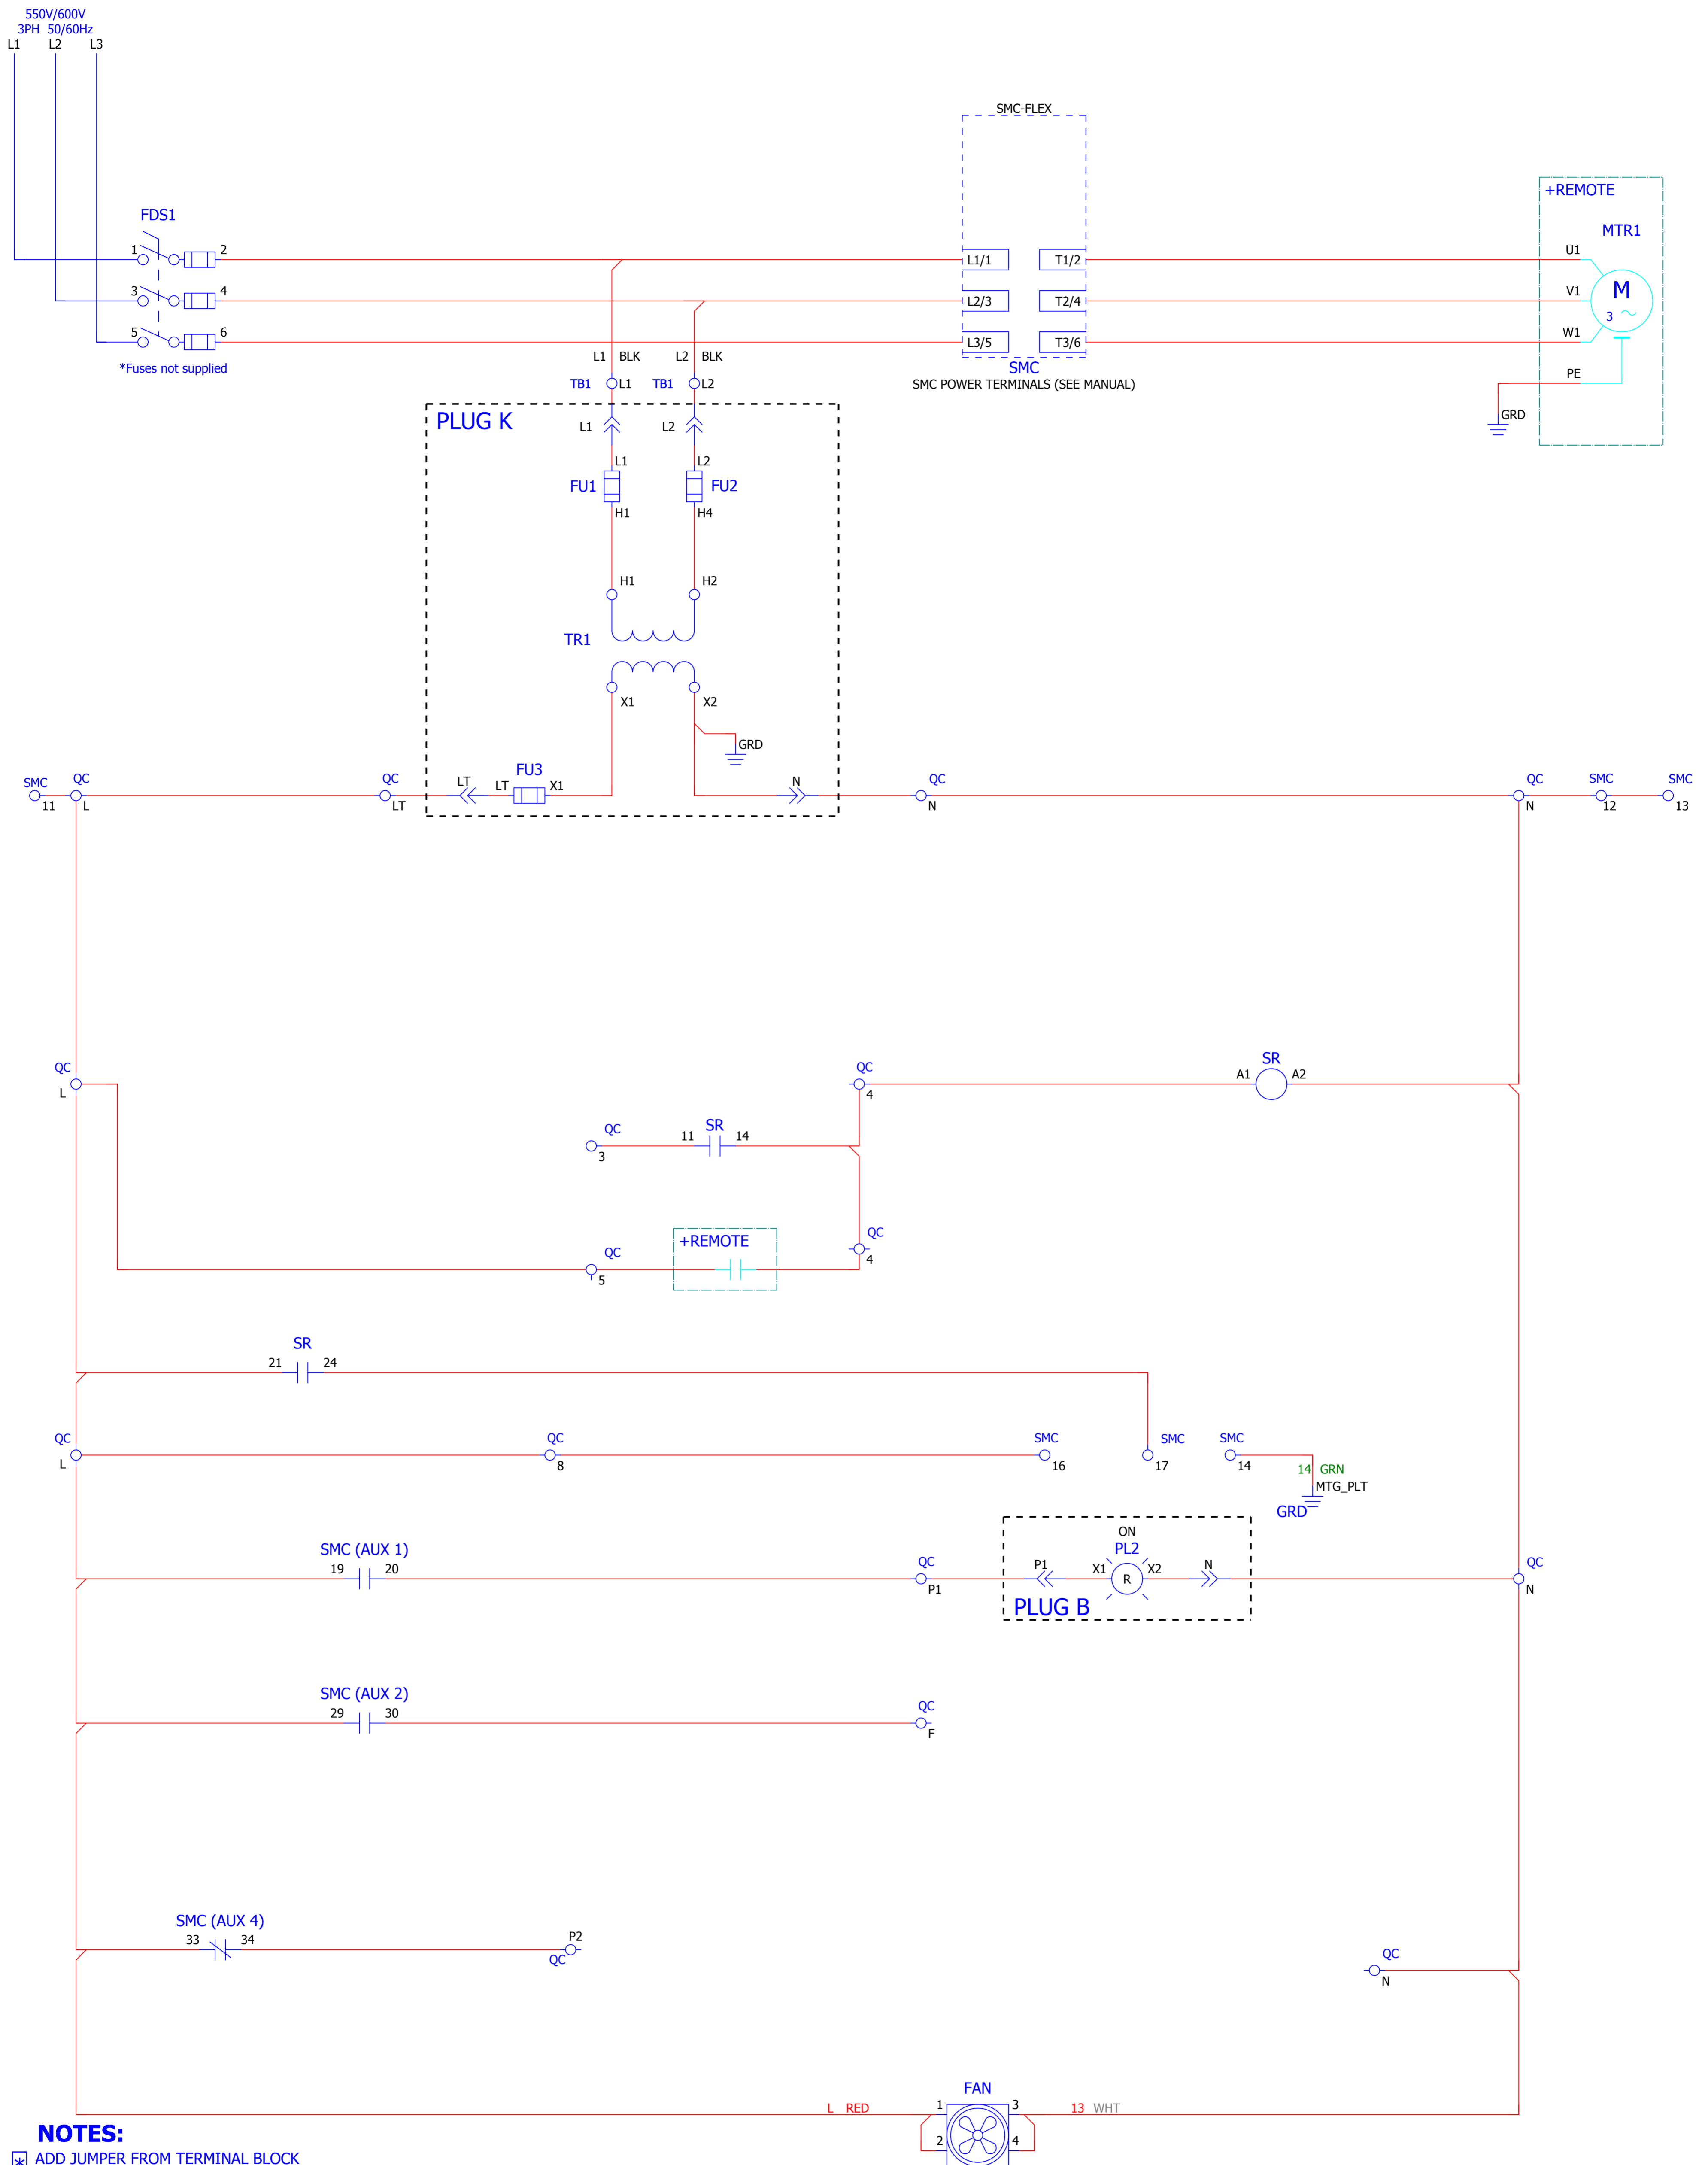 550V/600V
3PH 50/60Hz
L1 L2 L3
SMC-FLEX
+REMOTE
FDS1
MTR1
1 2 L1/1 T1/2 U1
3 4 L2/3 T2/4 V1 M
3
5 6 L3/5 T3/6 W1
*Fuses not supplied
L1 BLK L2 BLK
SMC
SMC POWER TERMINALS (SEE MANUAL)
PE
TB1 L1 TB1 L2
GRD
PLUG K
L1 L2
L1 L2
FU1 FU2
H1 H4
H1 H2
TR1
X1 X2
GRD
SMC QC QC LT LT FU3 X1 N QC QC SMC SMC
11 L LT N N 12 13
QC QC SR
L 4 A1 A2
QC SR
3 11 14
QC +REMOTE QC
5 4
SR
21 24
QC QC SMC SMC SMC
L 8 16 17 14
14 GRN
MTG_PLT
GRD
ON
SMC (AUX 1) PL2
19 20 QC P1 X1 R X2 N QC
P1 N
PLUG B
SMC (AUX 2)
29 30 QC
F
SMC (AUX 4)
33 34 P2
QC
QC
N
FAN
L RED 1 3 13 WHT
2 4
NOTES:
* ADD JUMPER FROM TERMINAL BLOCK